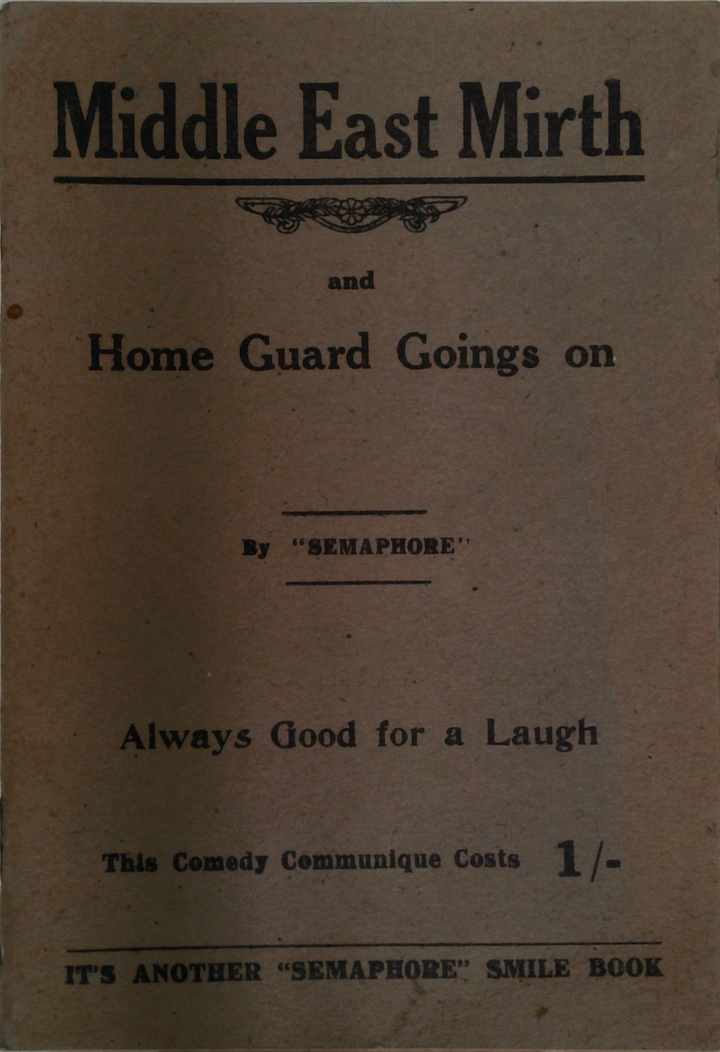 Middle East Mirth
and
Home Guard Goings on
By "SEMAPHORE"
Always Good for a Laugh
This Comedy Communique Costs 1/-
IT'S ANOTHER "SEMAPHORE" SMILE BOOK